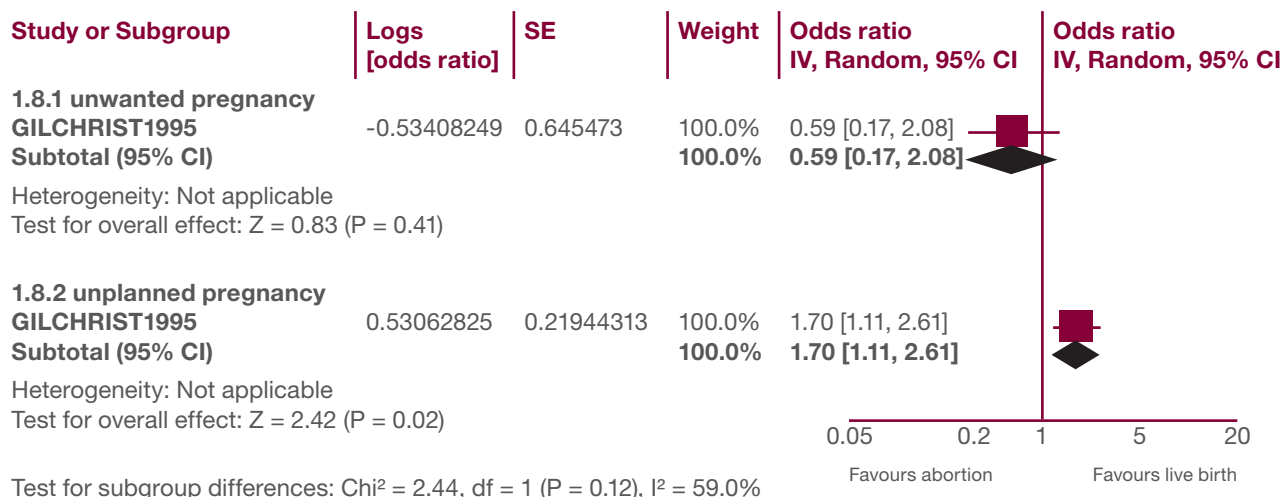 Study or Subgroup Logs SE Weight Odds ratio Odds ratio
[odds ratio] IV, Random, 95% CI IV, Random, 95% CI
1.8.1 unwanted pregnancy
GILCHRIST1995 -0.53408249 0.645473 100.0% 0.59 [0.17, 2.08]
Subtotal (95% CI) 100.0% 0.59 [0.17, 2.08]
Heterogeneity: Not applicable
Test for overall effect: Z = 0.83 (P = 0.41)
1.8.2 unplanned pregnancy
GILCHRIST1995 0.53062825 0.21944313 100.0% 1.70 [1.11, 2.61]
Subtotal (95% CI) 100.0% 1.70 [1.11, 2.61]
Heterogeneity: Not applicable
Test for overall effect: Z = 2.42 (P = 0.02)
0.05 0.2 1 5 20
Favours abortion Favours live birth
Test for subgroup differences: Chi² = 2.44, df = 1 (P = 0.12), I² = 59.0%